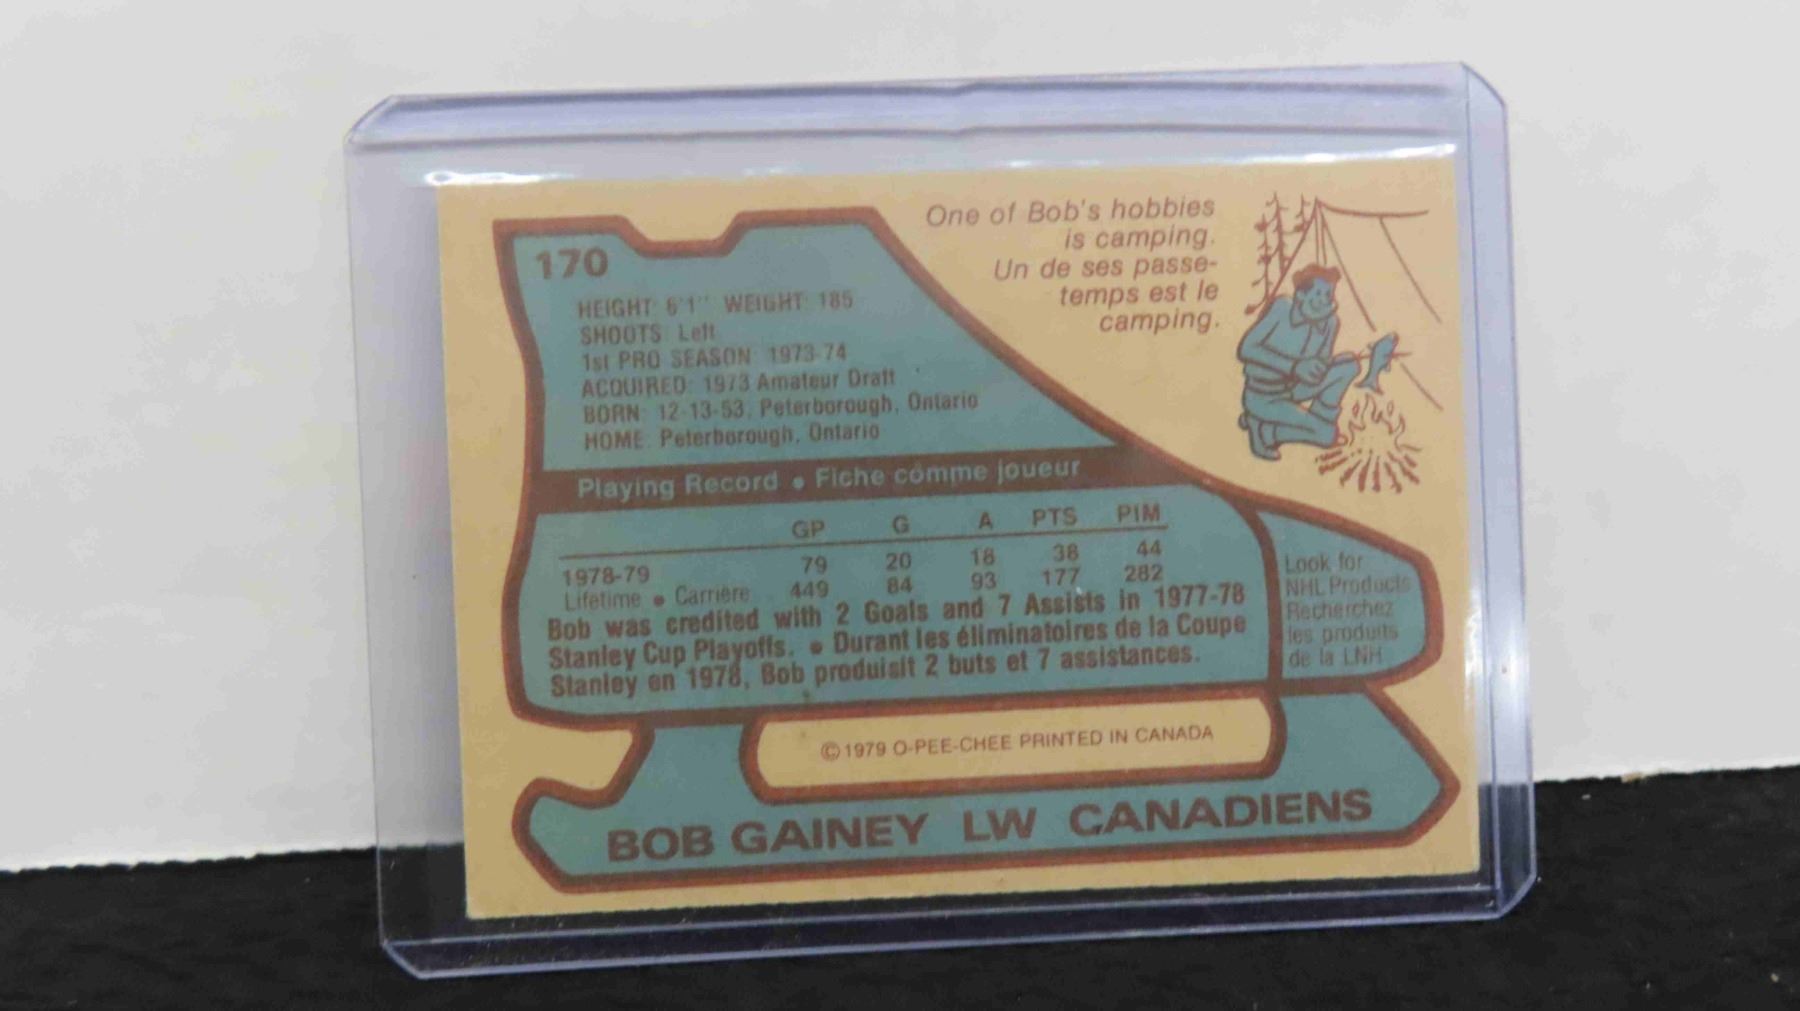 170
One of Bob's hobbies
is camping.
Un de ses passe-
temps est le
camping.
HEIGHT: 6'1" WEIGHT: 185
SHOOTS: Left
1st PRO SEASON: 1973-74
ACQUIRED: 1973 Amateur Draft
BORN: 12-13-53, Peterborough, Ontario
HOME: Peterborough, Ontario
Playing Record • Fiche comme joueur
GP G A PTS PIM
1978-79 79 20 18 38 44
Lifetime • Carrière 449 84 93 177 282
Bob was credited with 2 Goals and 7 Assists in 1977-78
Stanley Cup Playoffs. • Durant les éliminatoires de la Coupe
Stanley en 1978, Bob produisit 2 buts et 7 assistances.
Look for
NHL Products
Recherchez
les produits
de la LNH
© 1979 O-PEE-CHEE PRINTED IN CANADA
BOB GAINEY LW CANADIENS